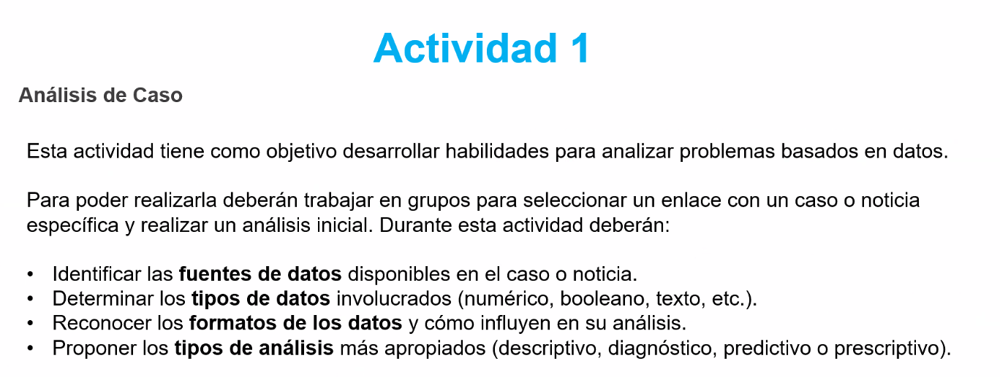 Actividad 1
Análisis de Caso
Esta actividad tiene como objetivo desarrollar habilidades para analizar problemas basados en datos.
Para poder realizarla deberán trabajar en grupos para seleccionar un enlace con un caso o noticia
específica y realizar un análisis inicial. Durante esta actividad deberán:
• Identificar las fuentes de datos disponibles en el caso o noticia.
• Determinar los tipos de datos involucrados (numérico, booleano, texto, etc.).
• Reconocer los formatos de los datos y cómo influyen en su análisis.
• Proponer los tipos de análisis más apropiados (descriptivo, diagnóstico, predictivo o prescriptivo).